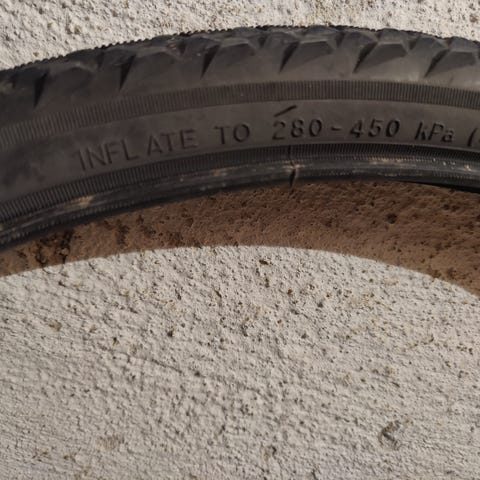 INFLATE TO 280-450 kPa (